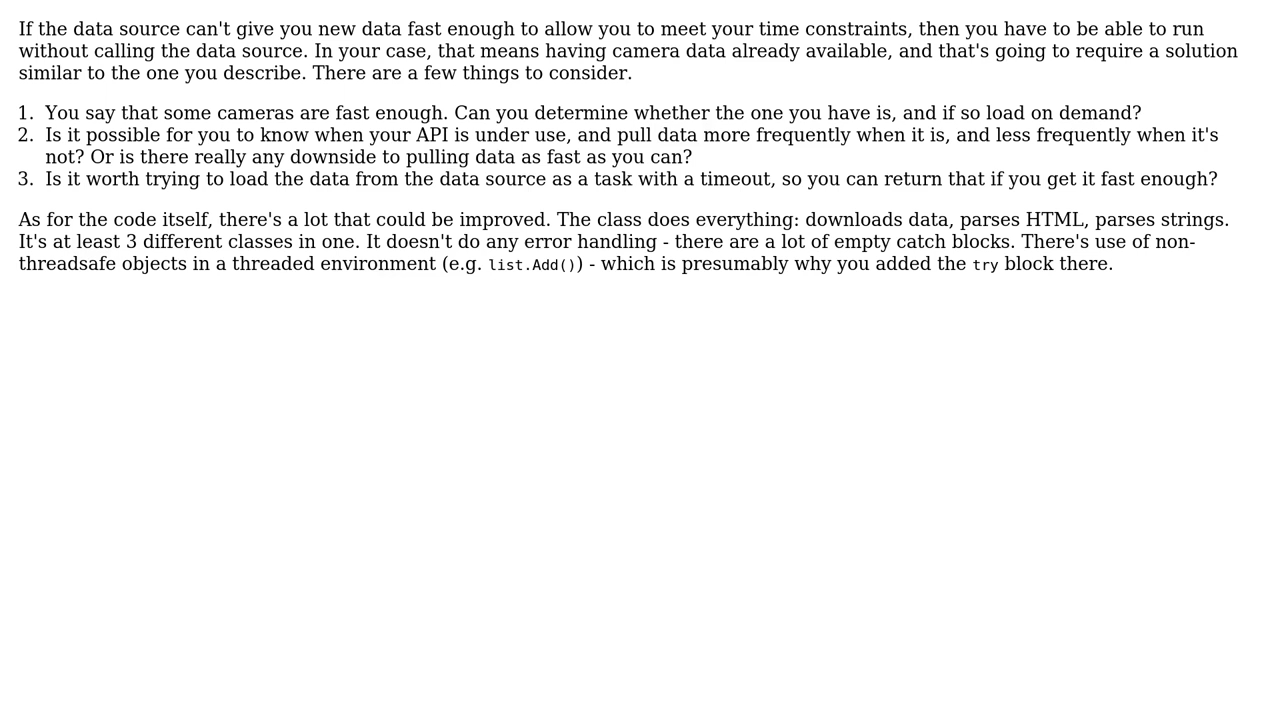 If the data source can't give you new data fast enough to allow you to meet your time constraints, then you have to be able to run
without calling the data source. In your case, that means having camera data already available, and that's going to require a solution
similar to the one you describe. There are a few things to consider.
1. You say that some cameras are fast enough. Can you determine whether the one you have is, and if so load on demand?
2. Is it possible for you to know when your API is under use, and pull data more frequently when it is, and less frequently when it's
not? Or is there really any downside to pulling data as fast as you can?
3. Is it worth trying to load the data from the data source as a task with a timeout, so you can return that if you get it fast enough?
As for the code itself, there's a lot that could be improved. The class does everything: downloads data, parses HTML, parses strings.
It's at least 3 different classes in one. It doesn't do any error handling - there are a lot of empty catch blocks. There's use of non-
threadsafe objects in a threaded environment (e.g. list.Add()) - which is presumably why you added the try block there.